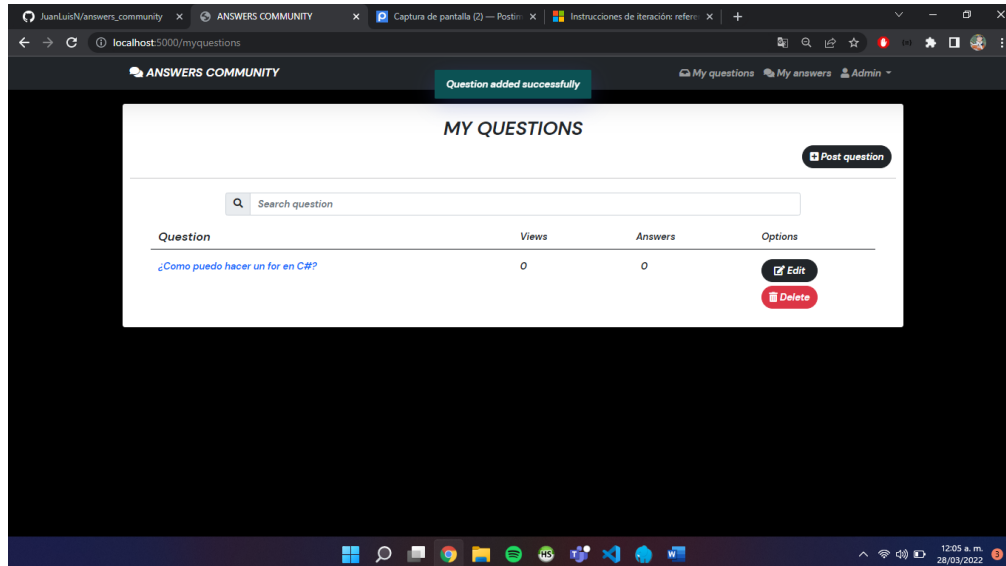 JuanLuisN/answers_community
ANSWERS COMMUNITY
Captura de pantalla (2) — Postim
Instrucciones de iteración: refere
localhost:5000/myquestions
ANSWERS COMMUNITY
Question added successfully
My questions
My answers
Admin
MY QUESTIONS
Post question
Search question
Question Views Answers Options
¿Como puedo hacer un for en C#? 0 0 Edit
Delete
12:05 a. m.
28/03/2022
3